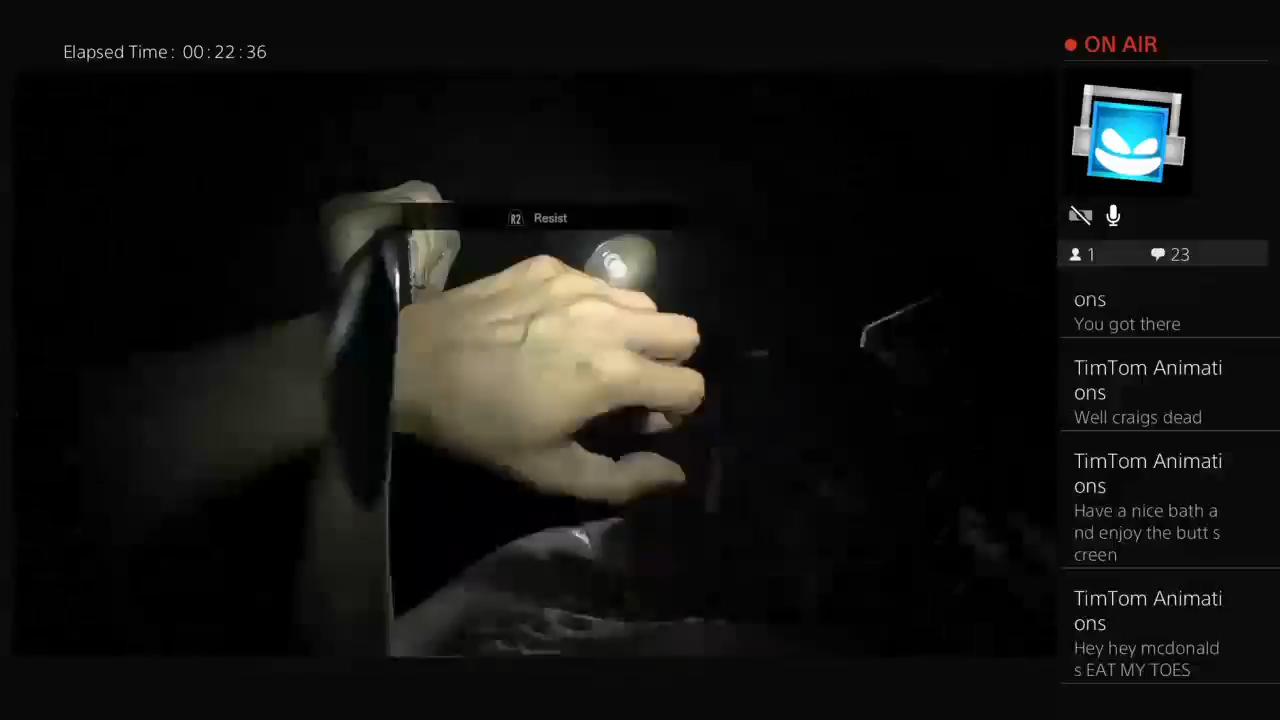 Elapsed Time: 00:22:36
ON AIR
R2 Resist
1 23
ons
You got there
TimTom Animati
ons
Well craigs dead
TimTom Animati
ons
Have a nice bath a
nd enjoy the butt s
creen
TimTom Animati
ons
Hey hey mcdonald
s EAT MY TOES